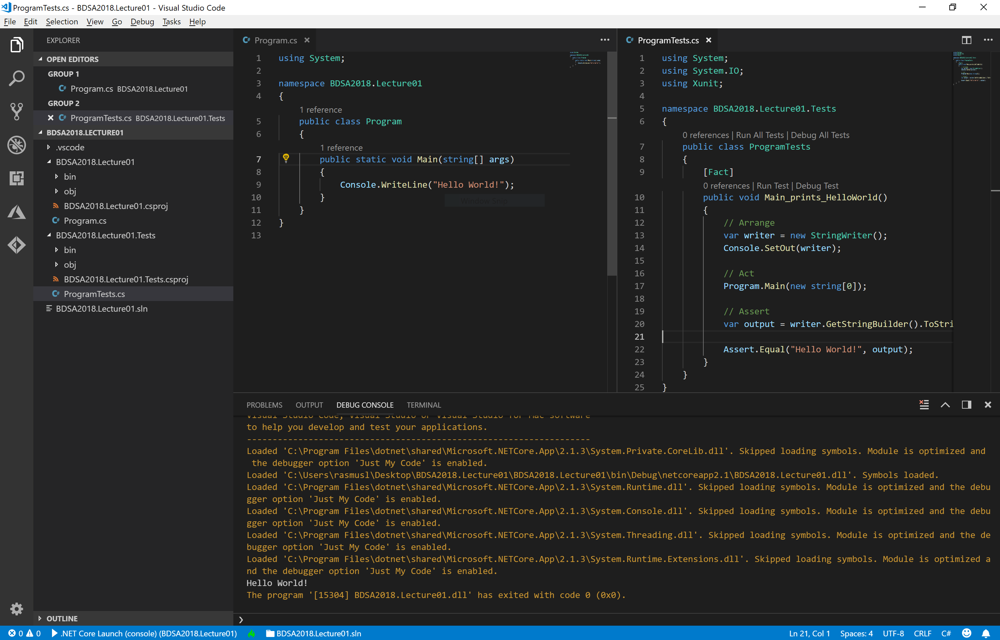 ProgramTests.cs - BDSA2018.Lecture01 - Visual Studio Code
File Edit Selection View Go Debug Tasks Help
EXPLORER
OPEN EDITORS
GROUP 1
Program.cs BDSA2018.Lecture01
GROUP 2
ProgramTests.cs BDSA2018.Lecture01.Tests
BDSA2018.LECTURE01
.vscode
BDSA2018.Lecture01
bin
obj
BDSA2018.Lecture01.csproj
Program.cs
BDSA2018.Lecture01.Tests
bin
obj
BDSA2018.Lecture01.Tests.csproj
ProgramTests.cs
BDSA2018.Lecture01.sln
OUTLINE
Program.cs
1 using System;
2
3 namespace BDSA2018.Lecture01
4 {
1 reference
5 public class Program
6 {
1 reference
7 public static void Main(string[] args)
8 {
9 Console.WriteLine("Hello World!");
10 }
Window Snip
11 }
12 }
13
ProgramTests.cs
1 using System;
2 using System.IO;
3 using Xunit;
4
5 namespace BDSA2018.Lecture01.Tests
6 {
0 references | Run All Tests | Debug All Tests
7 public class ProgramTests
8 {
9 [Fact]
0 references | Run Test | Debug Test
10 public void Main_prints_HelloWorld()
11 {
12 // Arrange
13 var writer = new StringWriter();
14 Console.SetOut(writer);
15
16 // Act
17 Program.Main(new string[0]);
18
19 // Assert
20 var output = writer.GetStringBuilder().ToStri
21
22 Assert.Equal("Hello World!", output);
23 }
24 }
25 }
PROBLEMS OUTPUT DEBUG CONSOLE TERMINAL
Visual Studio Code, Visual Studio or Visual Studio for Mac software
to help you develop and test your applications.
-------------------------------------------------------------------
Loaded 'C:\Program Files\dotnet\shared\Microsoft.NETCore.App\2.1.3\System.Private.CoreLib.dll'. Skipped loading symbols. Module is optimized and
the debugger option 'Just My Code' is enabled.
Loaded 'C:\Users\rasmusl\Desktop\BDSA2018.Lecture01\BDSA2018.Lecture01\bin\Debug\netcoreapp2.1\BDSA2018.Lecture01.dll'. Symbols loaded.
Loaded 'C:\Program Files\dotnet\shared\Microsoft.NETCore.App\2.1.3\System.Runtime.dll'. Skipped loading symbols. Module is optimized and the debu
gger option 'Just My Code' is enabled.
Loaded 'C:\Program Files\dotnet\shared\Microsoft.NETCore.App\2.1.3\System.Console.dll'. Skipped loading symbols. Module is optimized and the debu
gger option 'Just My Code' is enabled.
Loaded 'C:\Program Files\dotnet\shared\Microsoft.NETCore.App\2.1.3\System.Threading.dll'. Skipped loading symbols. Module is optimized and the de
bugger option 'Just My Code' is enabled.
Loaded 'C:\Program Files\dotnet\shared\Microsoft.NETCore.App\2.1.3\System.Runtime.Extensions.dll'. Skipped loading symbols. Module is optimized a
nd the debugger option 'Just My Code' is enabled.
Hello World!
The program '[15304] BDSA2018.Lecture01.dll' has exited with code 0 (0x0).
0 0 .NET Core Launch (console) (BDSA2018.Lecture01) BDSA2018.Lecture01.sln Ln 21, Col 1 Spaces: 4 UTF-8 CRLF C#